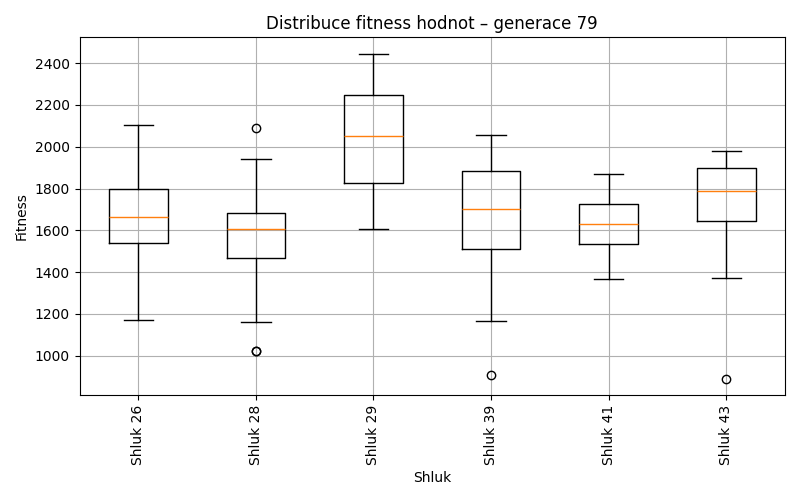 Distribuce fitness hodnot – generace 79
Fitness
2400
2200
2000
1800
1600
1400
1200
1000
Shluk 26
Shluk 28
Shluk 29
Shluk 39
Shluk 41
Shluk 43
Shluk